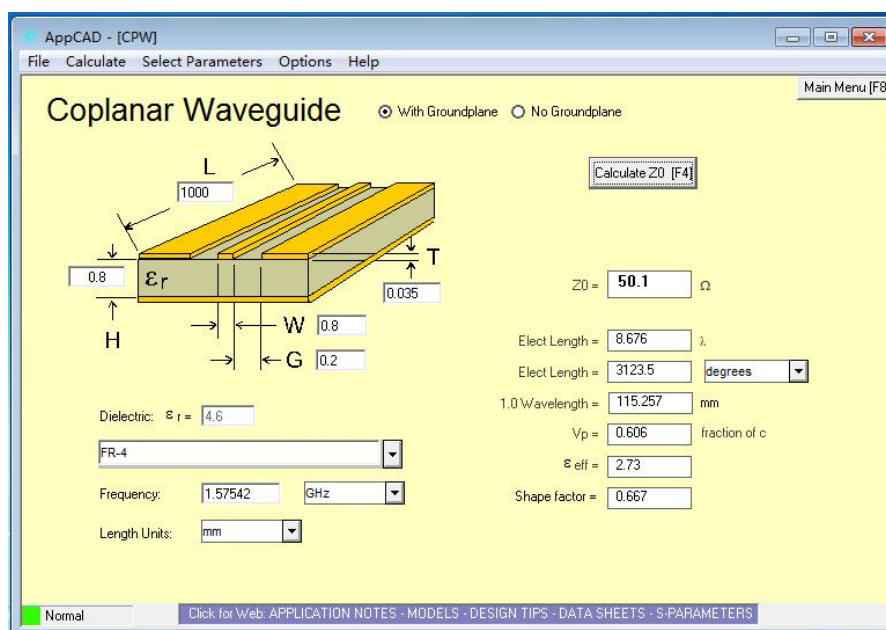 AppCAD - [CPW]
File Calculate Select Parameters Options Help
Main Menu [F8
Coplanar Waveguide
With Groundplane No Groundplane
L
1000
Calculate Z0 [F4]
T
0.8
εr
0.035
H
W 0.8
G 0.2
Z0 = 50.1 Ω
Elect Length = 8.676 λ
Elect Length = 3123.5 degrees
1.0 Wavelength = 115.257 mm
Vp = 0.606 fraction of c
ε eff = 2.73
Shape factor = 0.667
Dielectric: ε r = 4.6
FR-4
Frequency: 1.57542 GHz
Length Units: mm
Normal
Click for Web: APPLICATION NOTES - MODELS - DESIGN TIPS - DATA SHEETS - S-PARAMETERS